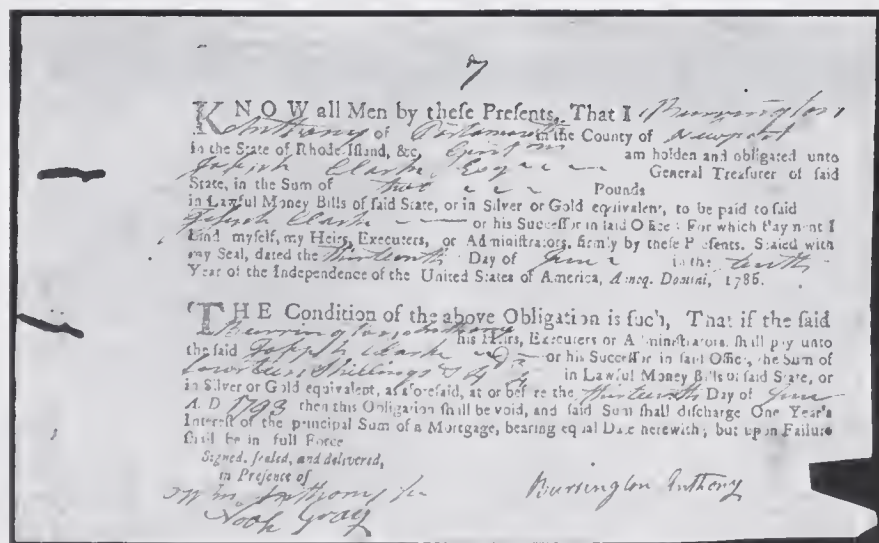 7
KNOW all Men by theſe Preſents, That I Burrington
Anthony of Portsmouth in the County of Newport
in the State of Rhode-Iſland, &c. am holden and obligated unto
Joseph Clarke Esq General Treaſurer of ſaid
State, in the Sum of Pounds
in Lawful Money Bills of ſaid State, or in Silver or Gold equivalent, to be paid to ſaid
Joseph Clarke or his Succeſſor in ſaid Office: For which Payment I
bind myſelf, my Heirs, Executers, or Adminiſtrators, firmly by theſe Preſents. Sealed with
my Seal, dated the thirteenth Day of June in the tenth
Year of the Independence of the United States of America, Anoq. Domini, 1786.
THE Condition of the above Obligation is ſuch, That if the ſaid
Burrington Anthony his Heirs, Executers or Adminiſtrators, ſhall pay unto
the ſaid Joseph Clarke or his Succeſſor in ſaid Office, the Sum of
Shillings & in Lawful Money Bills of ſaid State, or
in Silver or Gold equivalent, as aforeſaid, at or before the thirteenth Day of June
A. D 1793 then this Obligation ſhall be void, and ſaid Sum ſhall diſcharge One Year's
Intereſt of the principal Sum of a Mortgage, bearing equal Date herewith; but upon Failure
ſhall be in full Force
Signed, ſealed, and delivered,
in Preſence of
Wm. Anthony Jr Burrington Anthony
Noah Gray